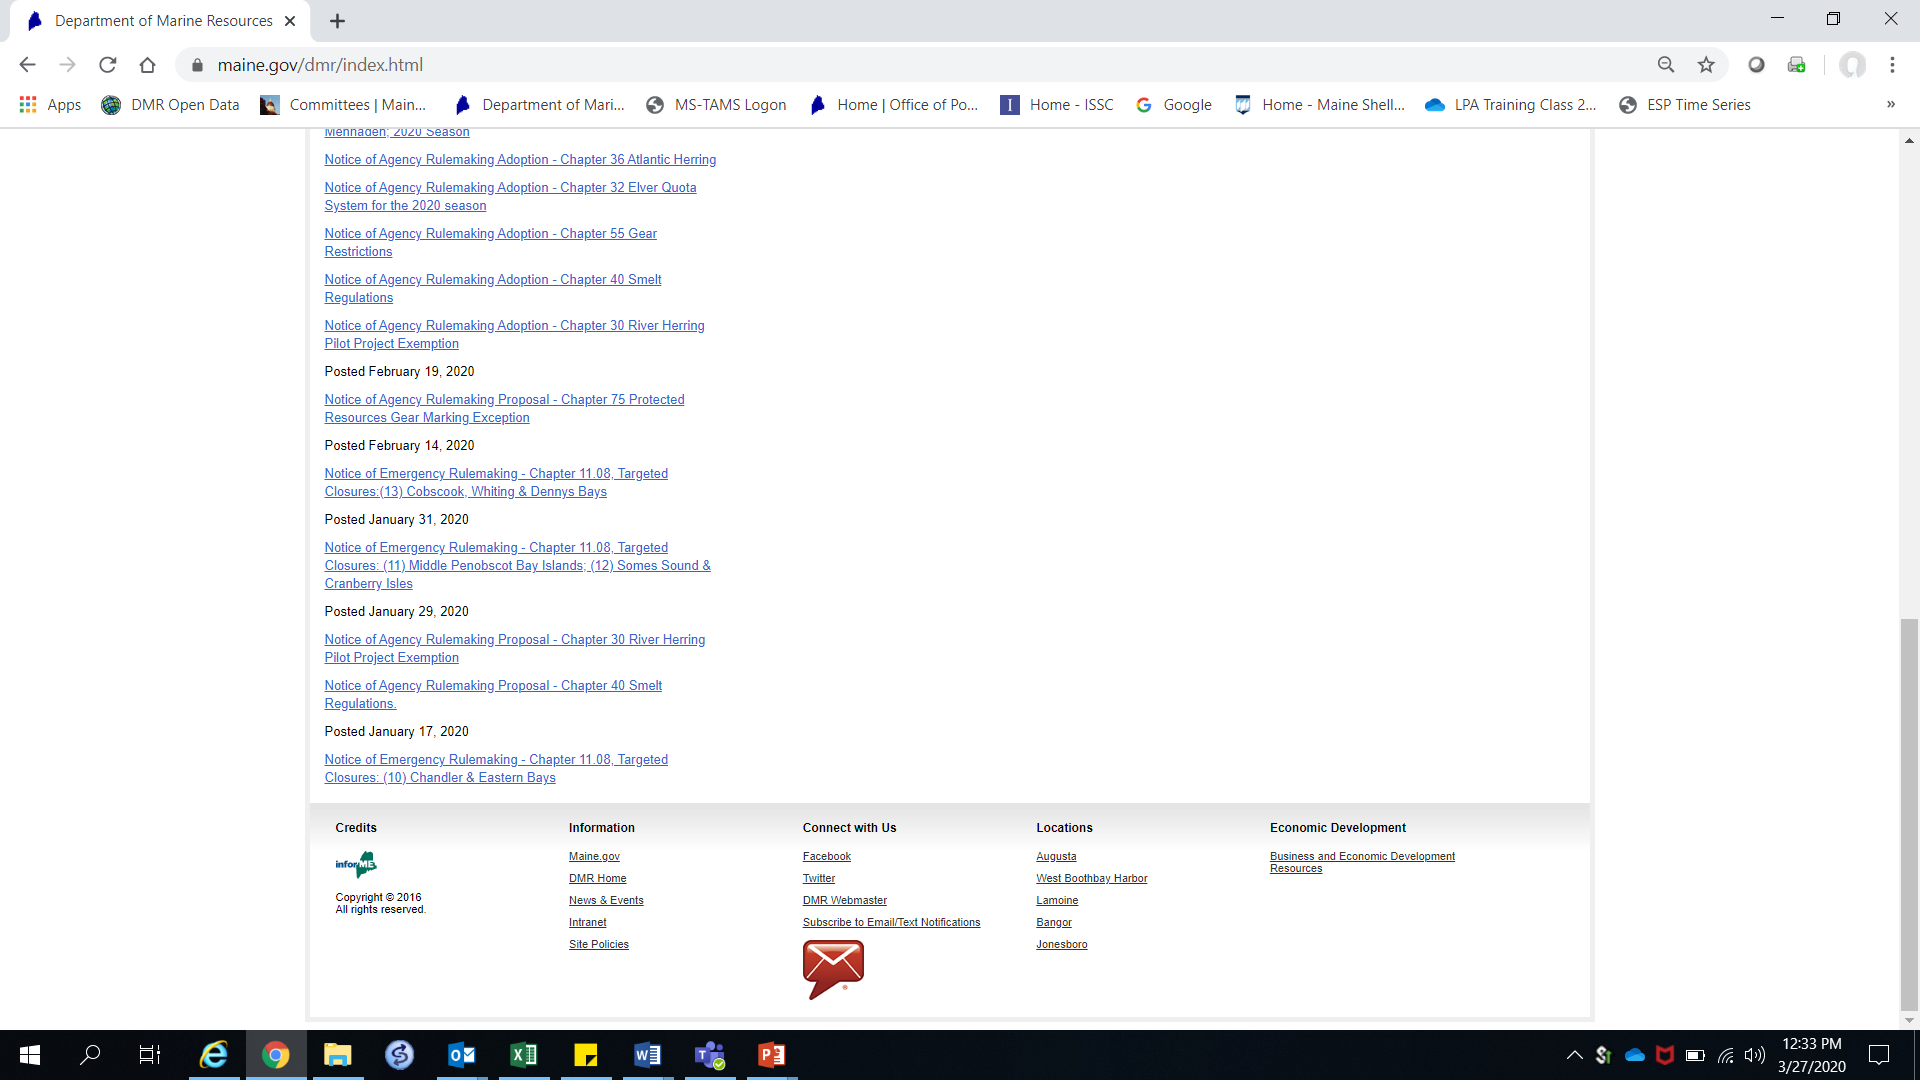 Department of Marine Resources
maine.gov/dmr/index.html
Apps
DMR Open Data
Committees | Main...
Department of Mari...
MS-TAMS Logon
Home | Office of Po...
Home - ISSC
Google
Home - Maine Shell...
LPA Training Class 2...
ESP Time Series
»
Menhaden; 2020 Season
Notice of Agency Rulemaking Adoption - Chapter 36 Atlantic Herring
Notice of Agency Rulemaking Adoption - Chapter 32 Elver Quota
System for the 2020 season
Notice of Agency Rulemaking Adoption - Chapter 55 Gear
Restrictions
Notice of Agency Rulemaking Adoption - Chapter 40 Smelt
Regulations
Notice of Agency Rulemaking Adoption - Chapter 30 River Herring
Pilot Project Exemption
Posted February 19, 2020
Notice of Agency Rulemaking Proposal - Chapter 75 Protected
Resources Gear Marking Exception
Posted February 14, 2020
Notice of Emergency Rulemaking - Chapter 11.08, Targeted
Closures:(13) Cobscook, Whiting & Dennys Bays
Posted January 31, 2020
Notice of Emergency Rulemaking - Chapter 11.08, Targeted
Closures: (11) Middle Penobscot Bay Islands; (12) Somes Sound &
Cranberry Isles
Posted January 29, 2020
Notice of Agency Rulemaking Proposal - Chapter 30 River Herring
Pilot Project Exemption
Notice of Agency Rulemaking Proposal - Chapter 40 Smelt
Regulations.
Posted January 17, 2020
Notice of Emergency Rulemaking - Chapter 11.08, Targeted
Closures: (10) Chandler & Eastern Bays
Credits
inforME
Copyright © 2016
All rights reserved.
Information
Maine.gov
DMR Home
News & Events
Intranet
Site Policies
Connect with Us
Facebook
Twitter
DMR Webmaster
Subscribe to Email/Text Notifications
Locations
Augusta
West Boothbay Harbor
Lamoine
Bangor
Jonesboro
Economic Development
Business and Economic Development
Resources
12:33 PM
3/27/2020